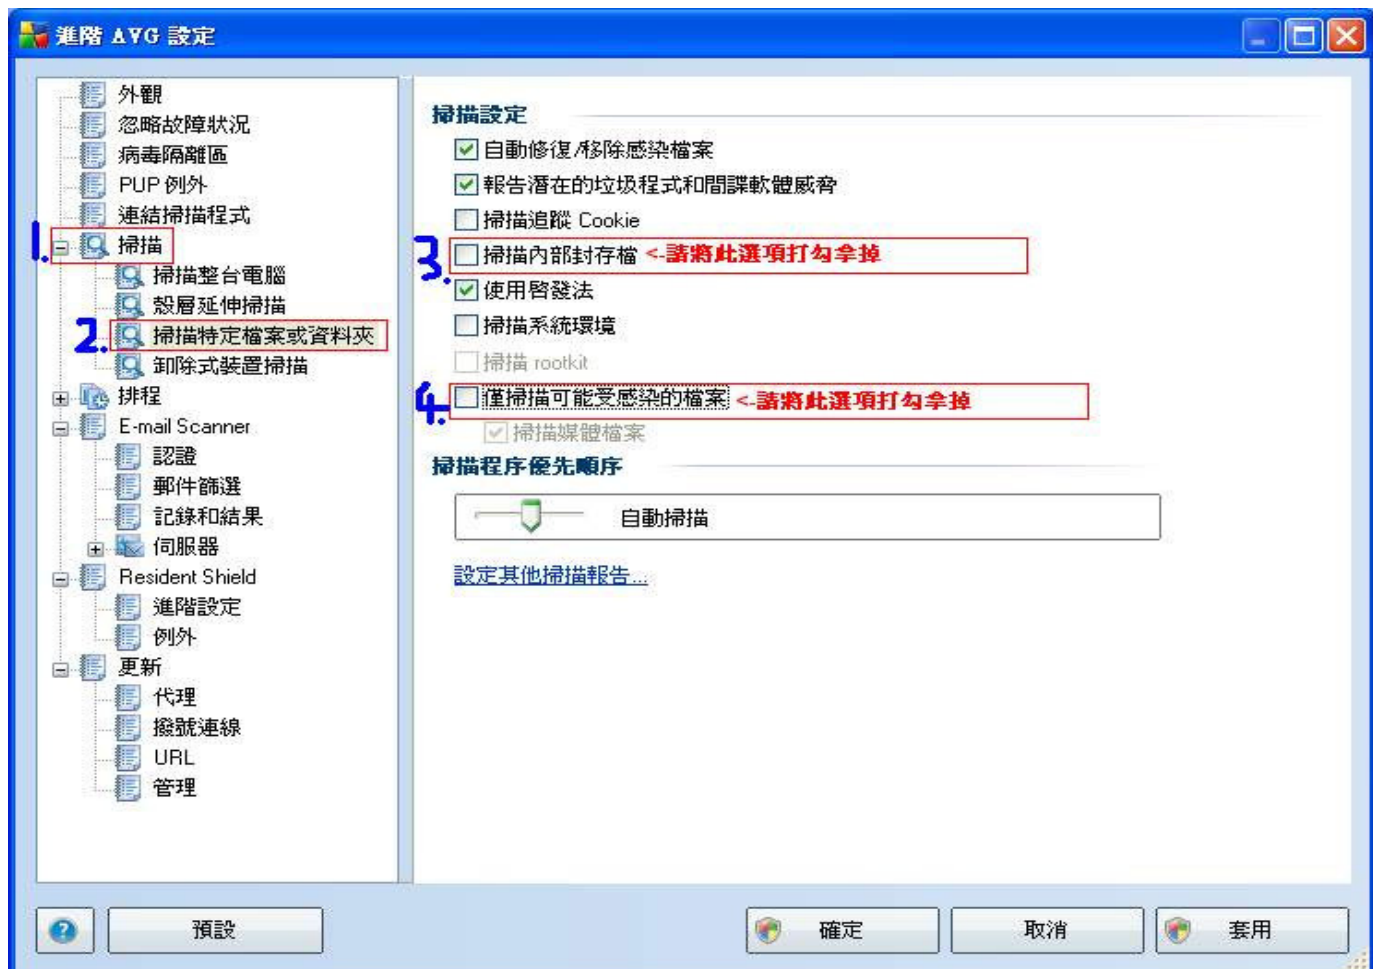 進階 AVG 設定
外觀
忽略故障狀況
病毒隔離區
PUP 例外
連結掃描程式
1. 掃描
掃描整台電腦
殼層延伸掃描
2. 掃描特定檔案或資料夾
卸除式裝置掃描
排程
E-mail Scanner
認證
郵件篩選
記錄和結果
伺服器
Resident Shield
進階設定
例外
更新
代理
撥號連線
URL
管理
掃描設定
自動修復/移除感染檔案
報告潛在的垃圾程式和間諜軟體威脅
掃描追蹤 Cookie
3. 掃描內部封存檔 <-請將此選項打勾拿掉
使用啓發法
掃描系統環境
掃描 rootkit
4. 僅掃描可能受感染的檔案 <-請將此選項打勾拿掉
掃描媒體檔案
掃描程序優先順序
自動掃描
設定其他掃描報告...
預設
確定
取消
套用